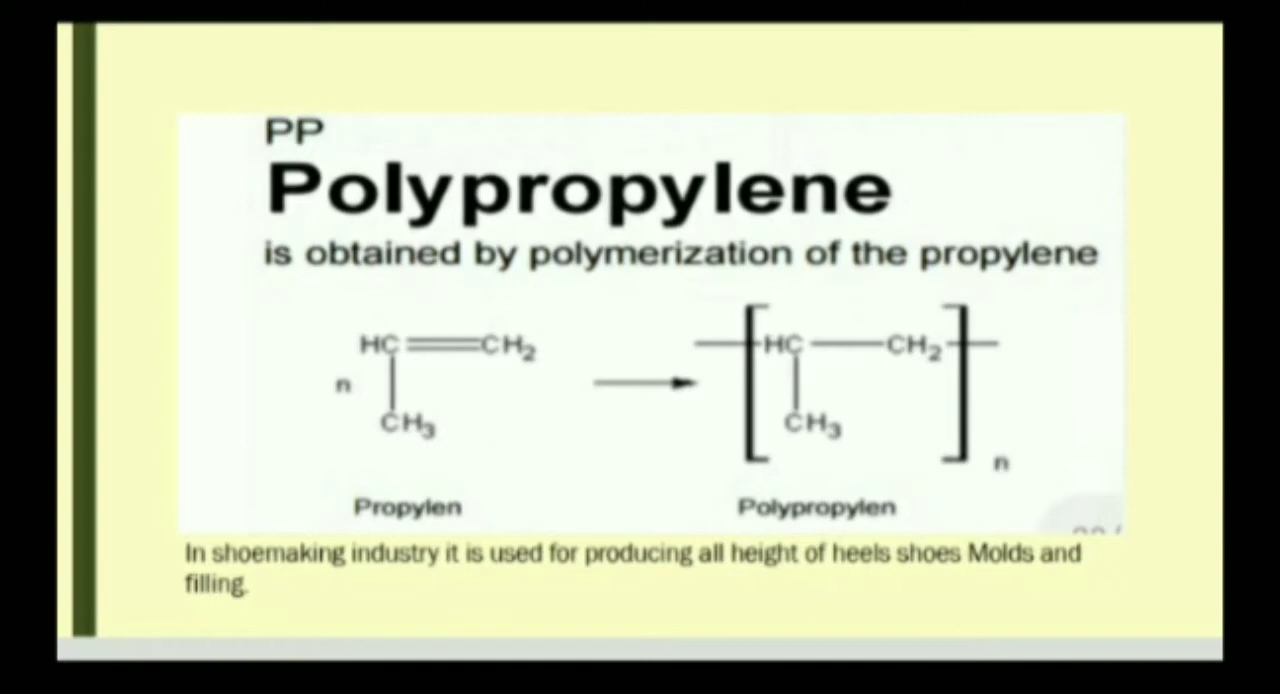 PP
Polypropylene
is obtained by polymerization of the propylene
HC CH2 HC CH2
n
CH3 CH3
n
Propylen Polypropylen
In shoemaking industry it is used for producing all height of heels shoes Molds and
filling.